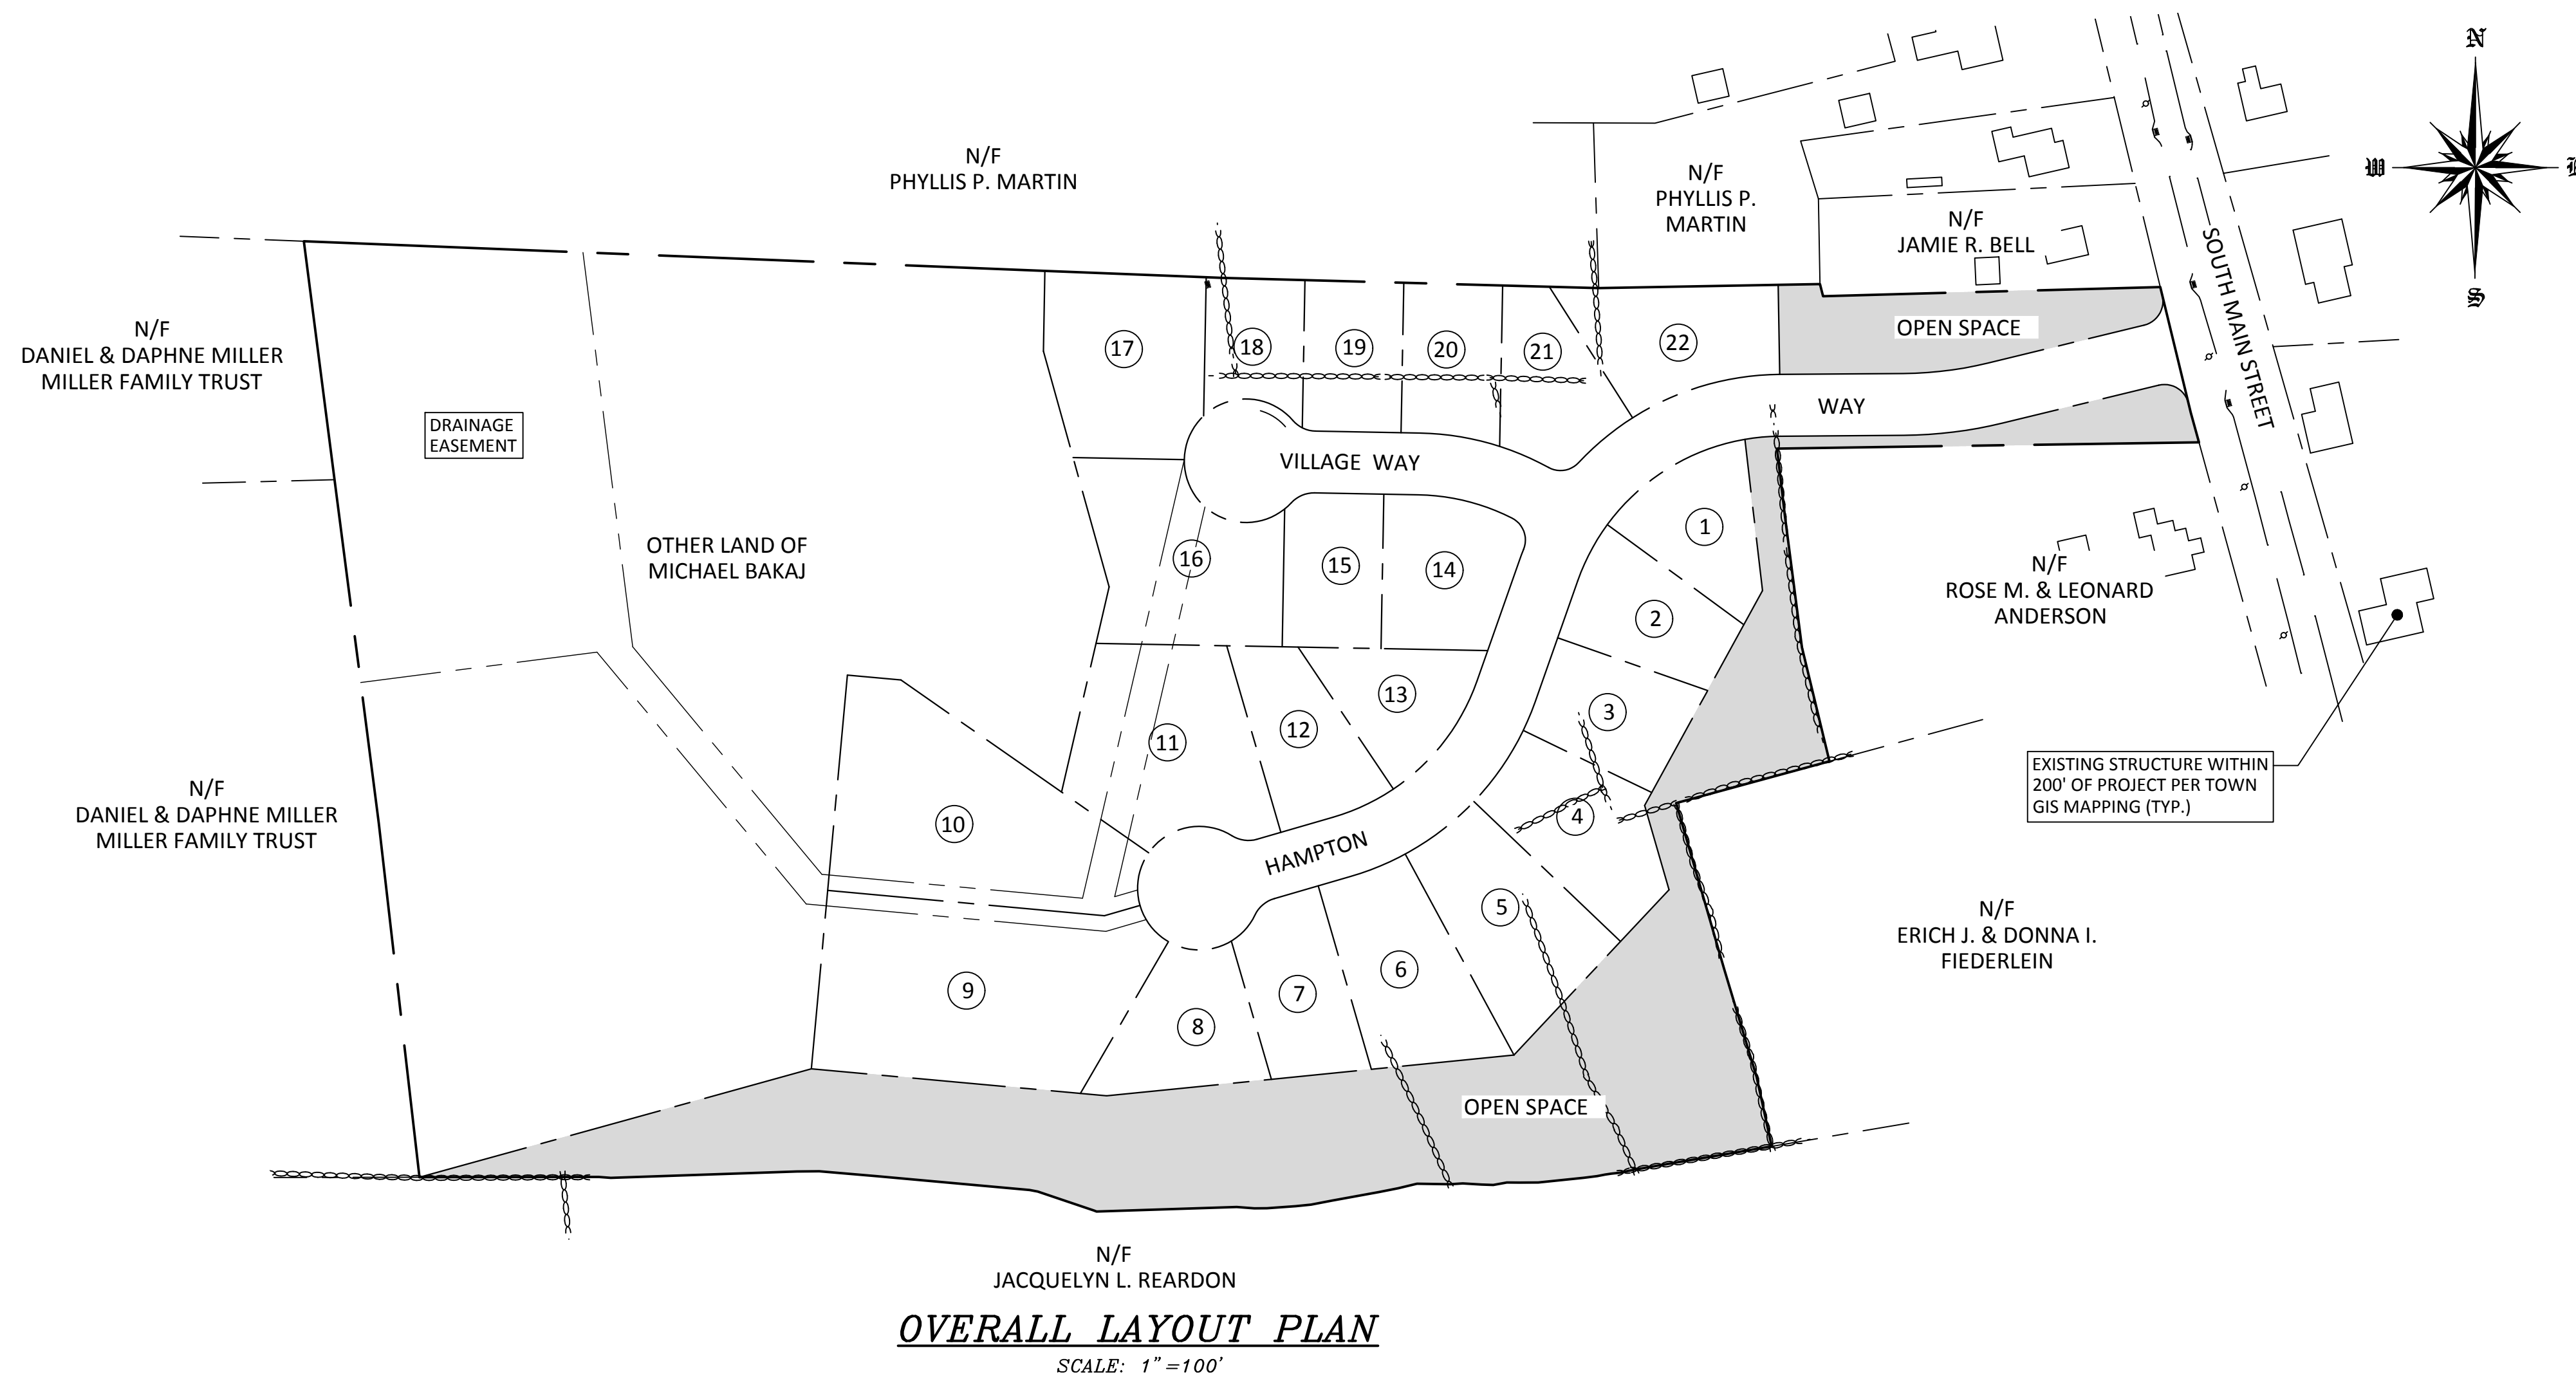 N
W
S
N/F
PHYLLIS P. MARTIN
N/F
PHYLLIS P.
MARTIN
N/F
JAMIE R. BELL
SOUTH MAIN STREET
N/F
DANIEL & DAPHNE MILLER
MILLER FAMILY TRUST
OPEN SPACE
17
18
19
20
21
22
WAY
DRAINAGE
EASEMENT
VILLAGE WAY
OTHER LAND OF
MICHAEL BAKAJ
16
15
14
1
2
N/F
ROSE M. & LEONARD
ANDERSON
13
12
11
3
4
N/F
DANIEL & DAPHNE MILLER
MILLER FAMILY TRUST
EXISTING STRUCTURE WITHIN
200' OF PROJECT PER TOWN
GIS MAPPING (TYP.)
10
HAMPTON
5
6
7
8
9
N/F
ERICH J. & DONNA I.
FIEDERLEIN
OPEN SPACE
N/F
JACQUELYN L. REARDON
OVERALL LAYOUT PLAN
SCALE: 1"=100'